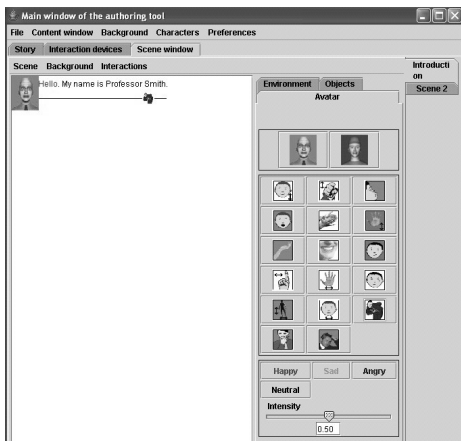 Main window of the authoring tool
File Content window Background Characters Preferences
Story Interaction devices Scene window
Scene Background Interactions
Introducti
on
Scene 2
Hello. My name is Professor Smith.
Environment Objects
Avatar
Happy Sad Angry
Neutral
Intensity
0.50